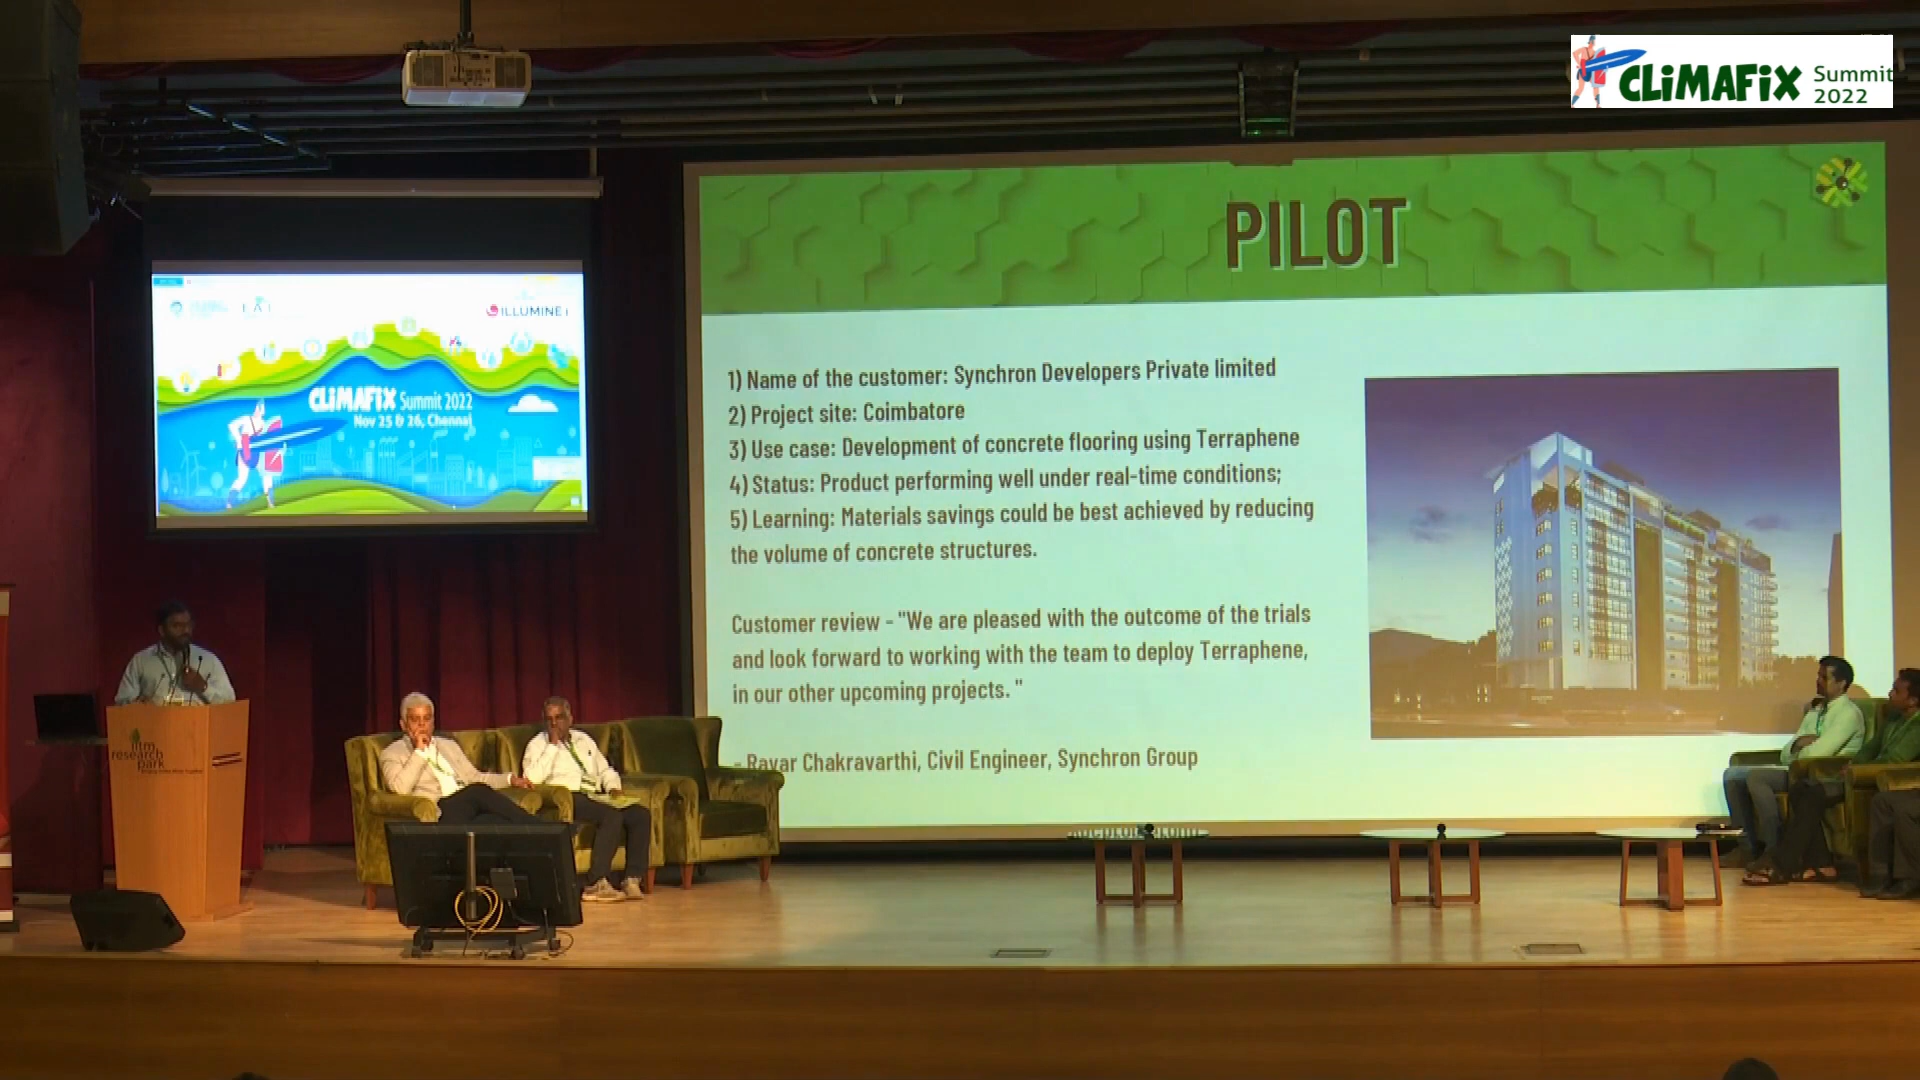 CLiMAFiX Summit
2022
PILOT
ILLUMINE i
CLiMAFiX Summit 2022
Nov 25 & 26, Chennai
1) Name of the customer: Synchron Developers Private limited
2) Project site: Coimbatore
3) Use case: Development of concrete flooring using Terraphene
4) Status: Product performing well under real-time conditions;
5) Learning: Materials savings could be best achieved by reducing
the volume of concrete structures.
Customer review - "We are pleased with the outcome of the trials
and look forward to working with the team to deploy Terraphene,
in our other upcoming projects. "
- Ravar Chakravarthi, Civil Engineer, Synchron Group
iitm
research
park